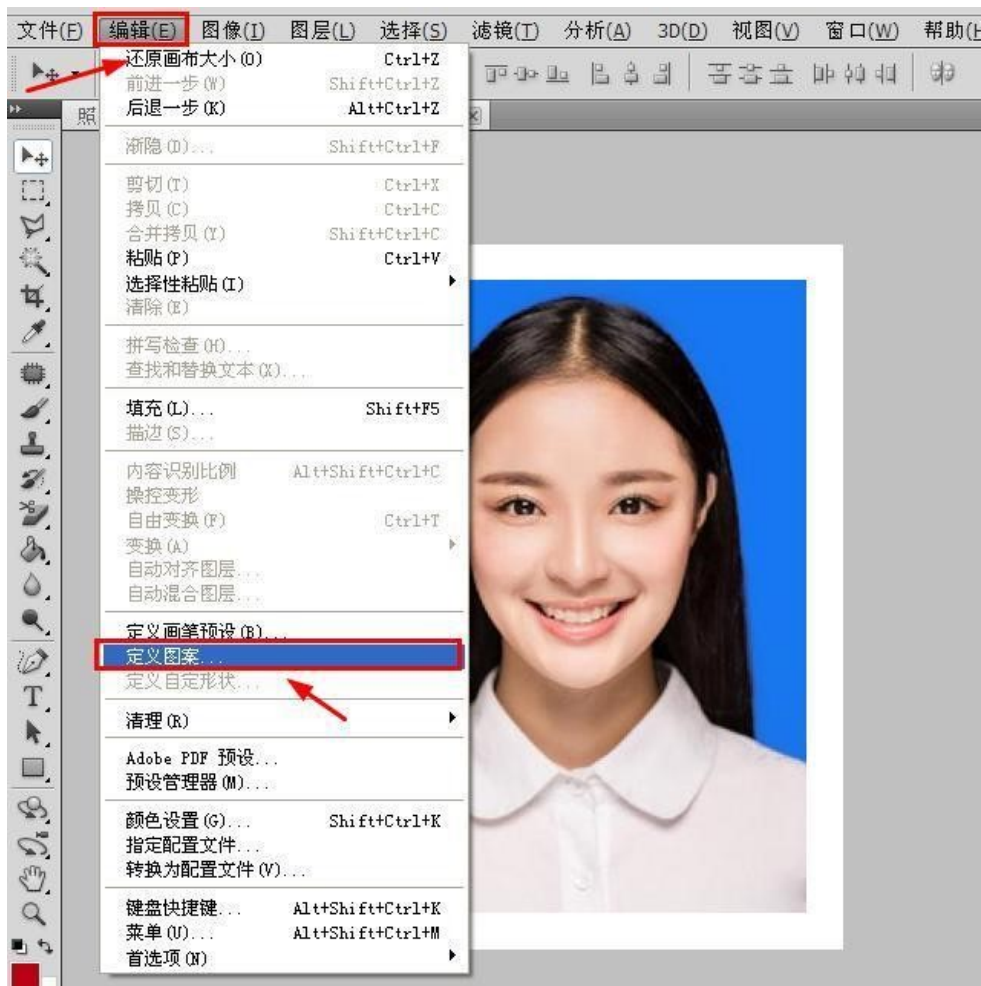 文件(F) 编辑(E) 图像(I) 图层(L) 选择(S) 滤镜(T) 分析(A) 3D(D) 视图(V) 窗口(W) 帮助(H
照
还原画布大小(O) Ctrl+Z
前进一步(W) Shift+Ctrl+Z
后退一步(K) Alt+Ctrl+Z
渐隐(D)... Shift+Ctrl+F
剪切(T) Ctrl+X
拷贝(C) Ctrl+C
合并拷贝(Y) Shift+Ctrl+C
粘贴(P) Ctrl+V
选择性粘贴(I)
清除(E)
拼写检查(H)...
查找和替换文本(X)...
填充(L)... Shift+F5
描边(S)...
内容识别比例 Alt+Shift+Ctrl+C
操控变形
自由变换(F) Ctrl+T
变换(A)
自动对齐图层...
自动混合图层...
定义画笔预设(B)...
定义图案...
定义自定形状...
清理(R)
Adobe PDF 预设...
预设管理器(M)...
颜色设置(G)... Shift+Ctrl+K
指定配置文件...
转换为配置文件(V)...
键盘快捷键... Alt+Shift+Ctrl+K
菜单(U)... Alt+Shift+Ctrl+M
首选项(N)
T